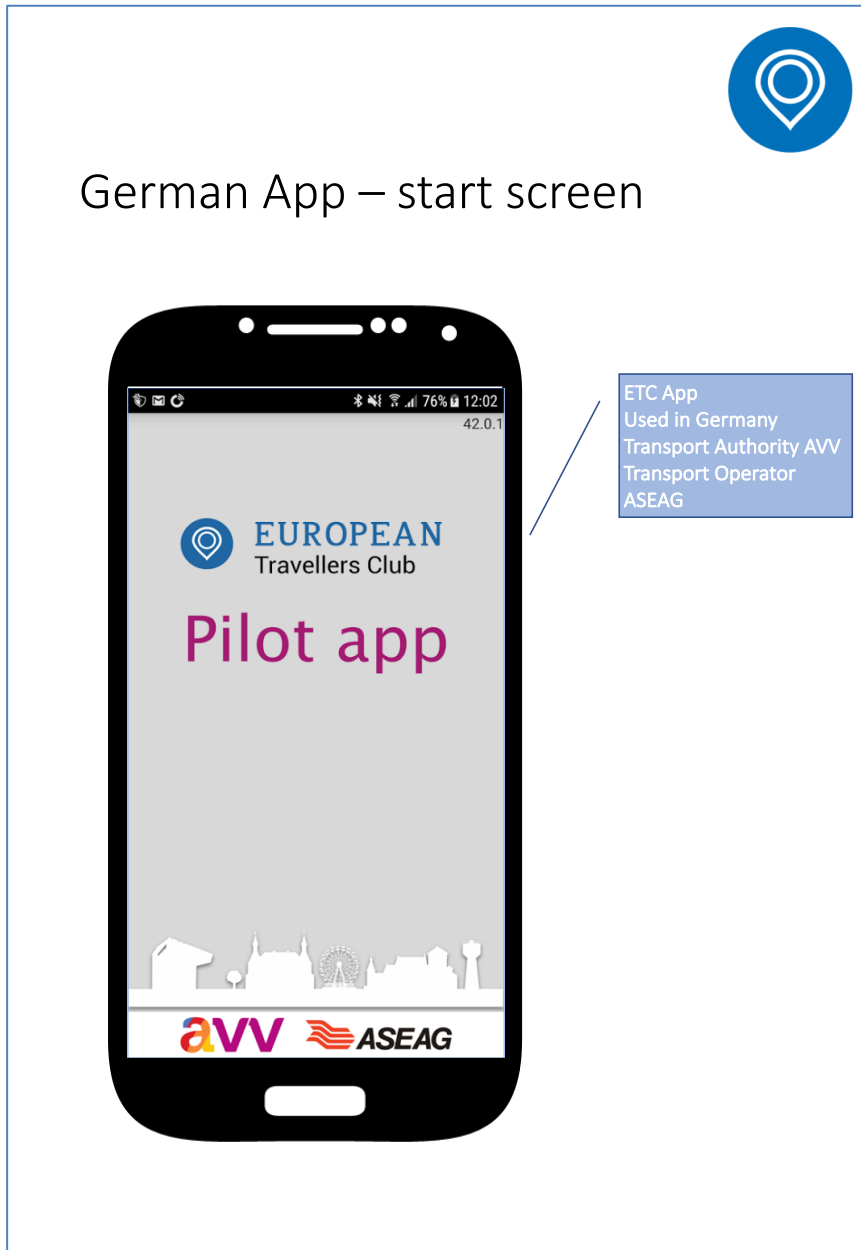 German App – start screen
76% 12:02
42.0.1
EUROPEAN
Travellers Club
Pilot app
avv ASEAG
ETC App
Used in Germany
Transport Authority AVV
Transport Operator
ASEAG